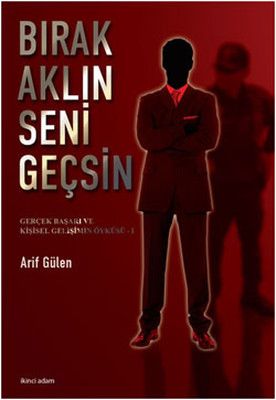 BIRAK
AKLIN
SENİ
GEÇSİN
GERÇEK BAŞARI VE
KİŞİSEL GELİŞİMİN ÖYKÜSÜ - 1
Arif Gülen
ikinci adam